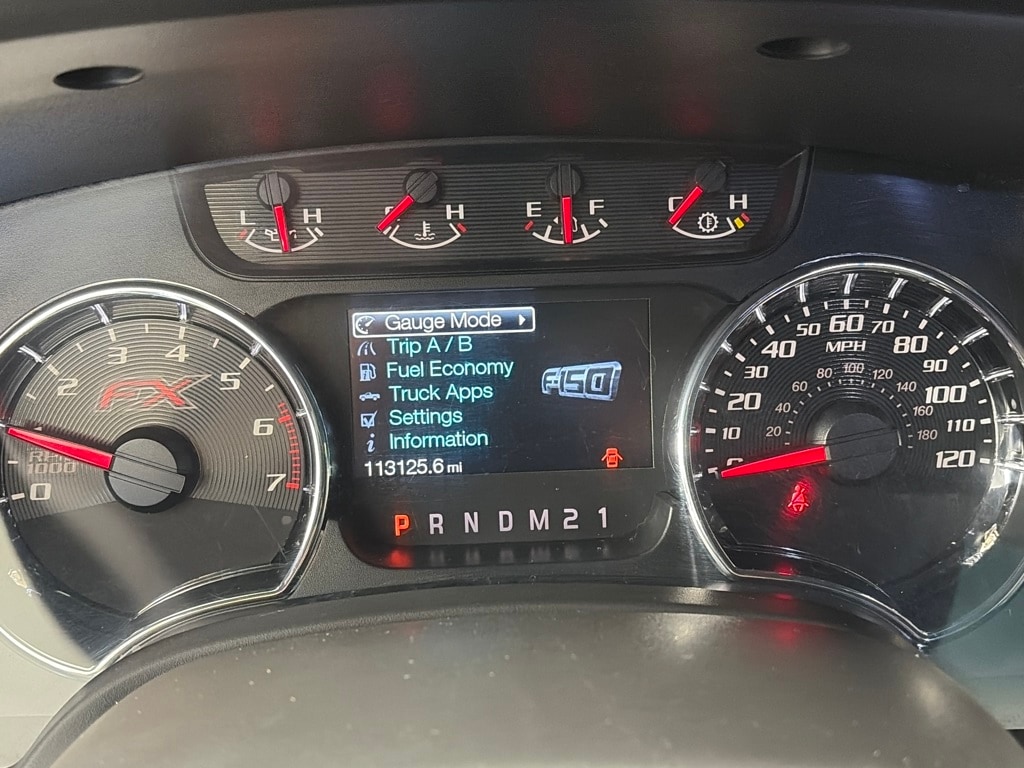 L H
H
E F
C H
Gauge Mode
Trip A / B
Fuel Economy
Truck Apps
Settings
Information
113125.6 mi
F150
P R N D M 2 1
0 2 3 4 5 6 7
FX
RPM
1000
0 10 20 30 40 50 60 70 80 90 100 110 120
MPH
20 40 60 80 100 120 140 160 180